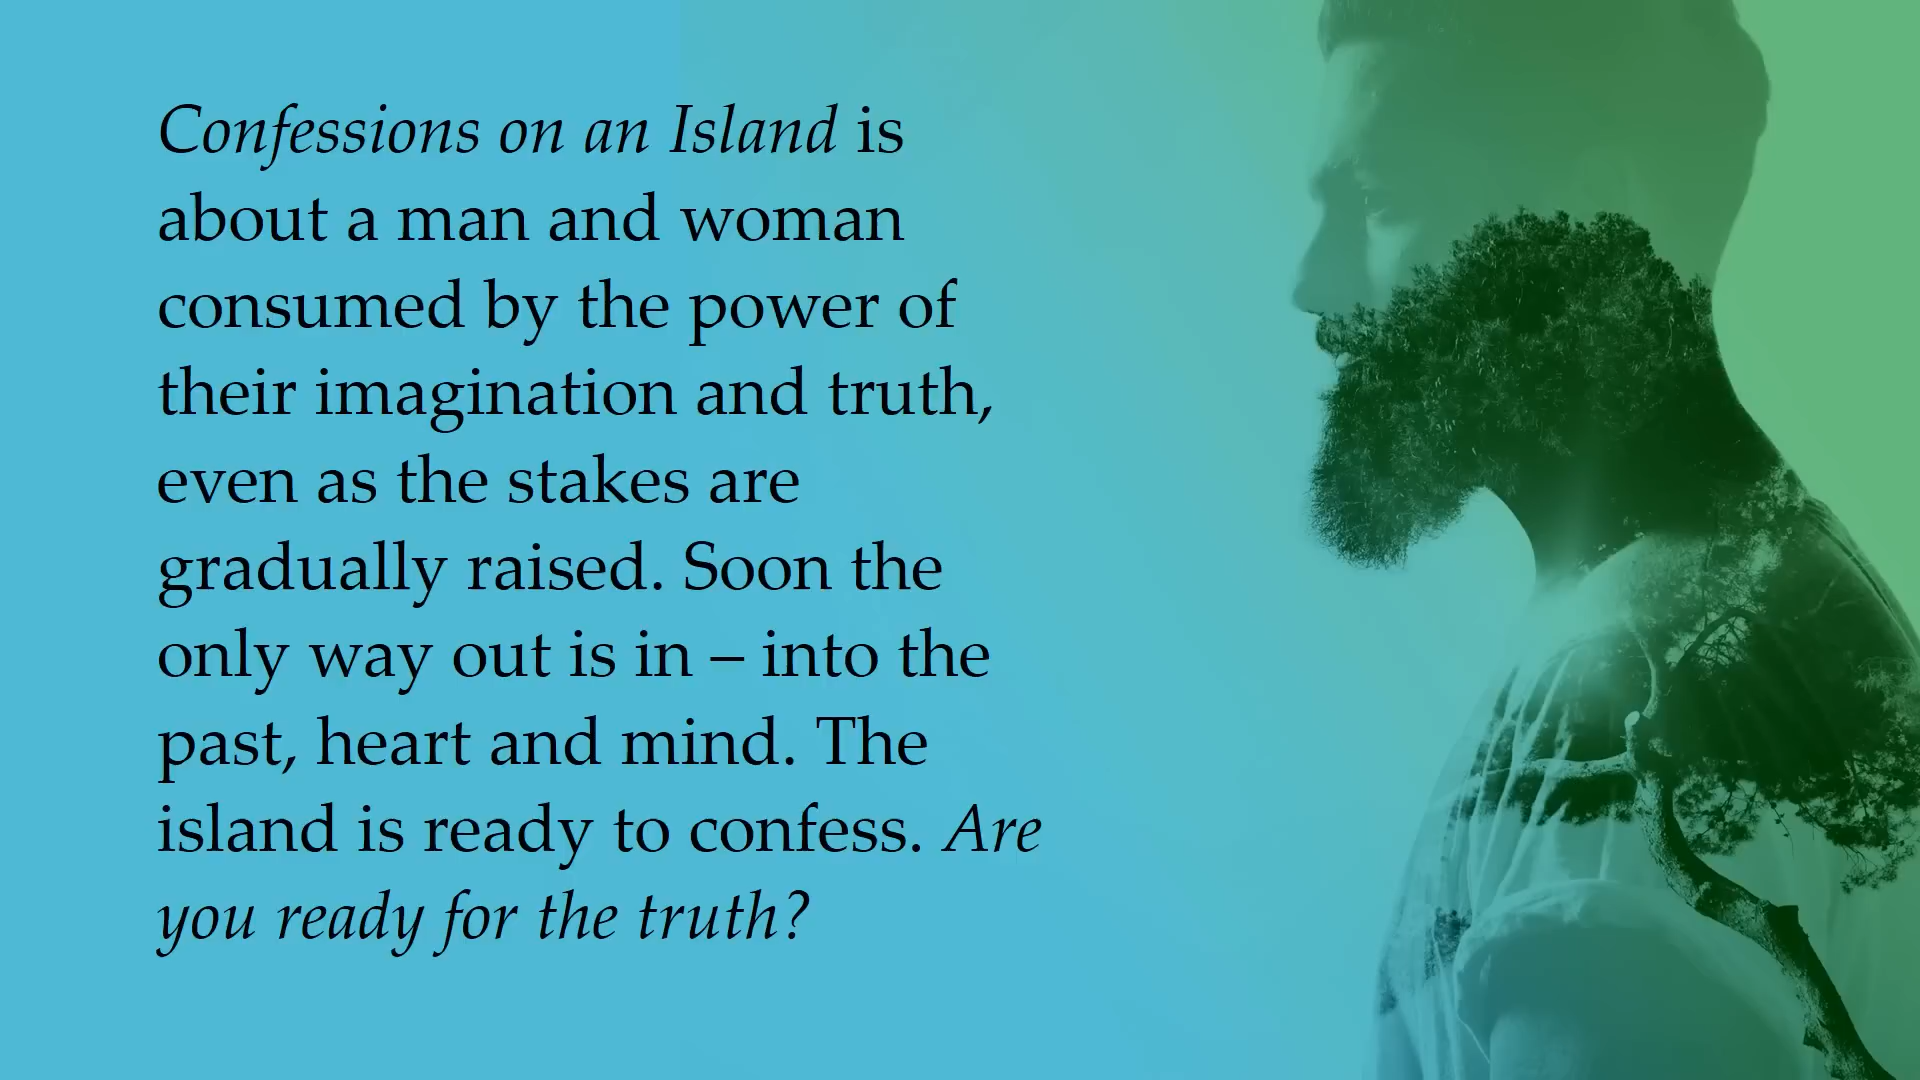 Confessions on an Island is
about a man and woman
consumed by the power of
their imagination and truth,
even as the stakes are
gradually raised. Soon the
only way out is in – into the
past, heart and mind. The
island is ready to confess. Are
you ready for the truth?